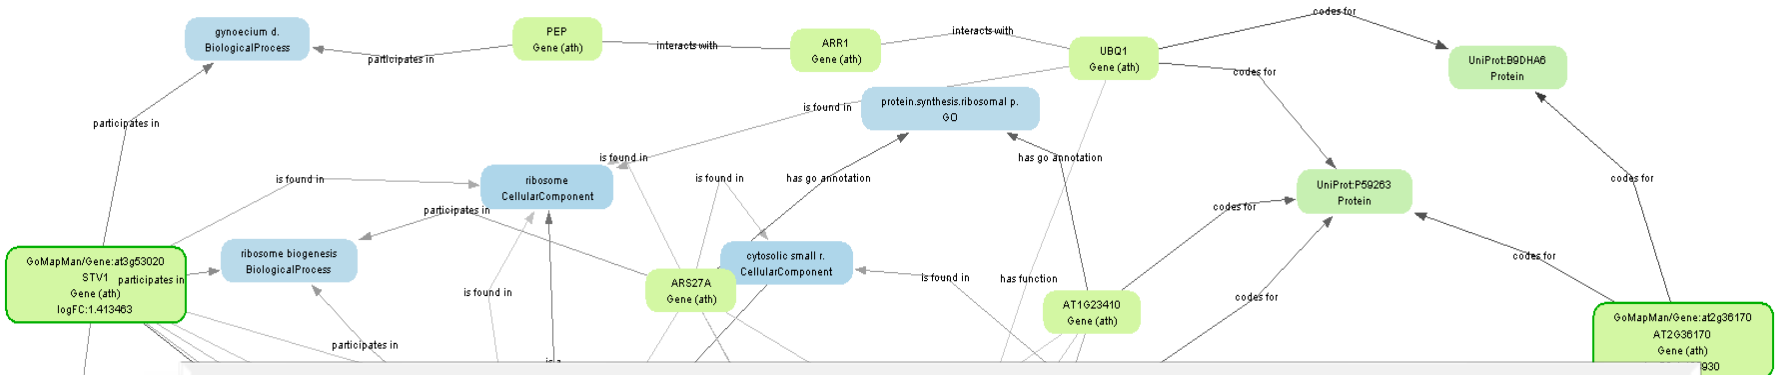 codes for
gynoecium d.
BiologicalProcess
PEP
Gene (ath)
interacts with
ARR1
Gene (ath)
interacts with
UBQ1
Gene (ath)
participates in
UniProt:B9DHA6
Protein
codes for
protein.synthesis.ribosomal p.
GO
is found in
participates in
is found in
has go annotation
ribosome
CellularComponent
is found in
is found in
has go annotation
codes for
UniProt:P59263
Protein
participates in
codes for
GoMapMan/Gene:at3g53020
STV1
Gene (ath)
logFC:1.413463
participates in
ribosome biogenesis
BiologicalProcess
cytosolic small r.
CellularComponent
ARS27A
Gene (ath)
is found in
has function
codes for
is found in
AT1G23410
Gene (ath)
codes for
GoMapMan/Gene:at2g36170
AT2G36170
Gene (ath)
930
participates in